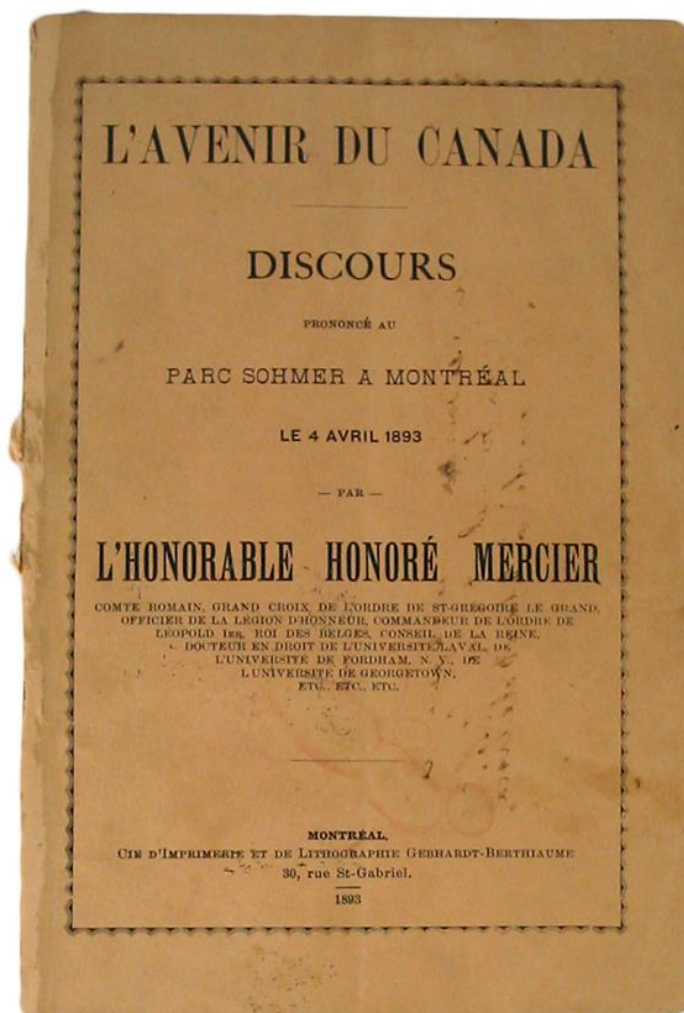 L'AVENIR DU CANADA
DISCOURS
PRONONCÉ AU
PARC SOHMER A MONTRÉAL
LE 4 AVRIL 1893
— PAR —
L'HONORABLE HONORÉ MERCIER
COMTE ROMAIN, GRAND CROIX DE L'ORDRE DE ST-GREGOIRE LE GRAND,
OFFICIER DE LA LÉGION D'HONNEUR, COMMANDEUR DE L'ORDRE DE
LEOPOLD IER, ROI DES BELGES, CONSEIL DE LA REINE,
DOCTEUR EN DROIT DE L'UNIVERSITE LAVAL, DE
L'UNIVERSITÉ DE FORDHAM, N. Y., DE
L'UNIVERSITE DE GEORGETOWN,
ETC., ETC., ETC.
MONTRÉAL,
CIE D'IMPRIMERIE ET DE LITHOGRAPHIE GEBHARDT-BERTHIAUME
30, rue St-Gabriel.
1893